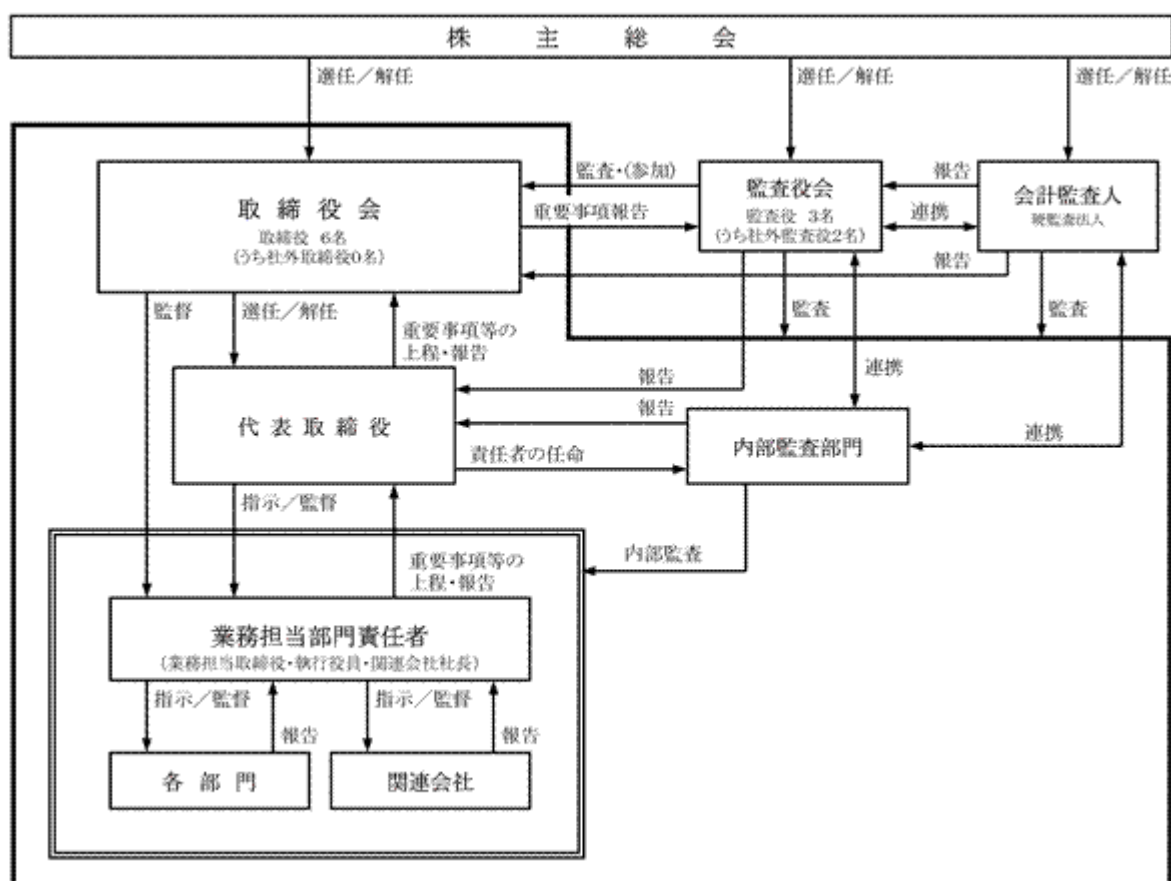 株主総会
選任／解任
選任／解任
選任／解任
取締役会
取締役 6名
(うち社外取締役0名)
監査・(参加)
重要事項報告
監査役会
監査役 3名
(うち社外監査役2名)
報告
連携
会計監査人
暁監査法人
報告
監督
選任／解任
重要事項等の
上程・報告
監査
監査
報告
連携
代表取締役
報告
責任者の任命
内部監査部門
連携
指示／監督
重要事項等の
上程・報告
内部監査
業務担当部門責任者
(業務担当取締役・執行役員・関連会社社長)
指示／監督
報告
指示／監督
報告
各部門
関連会社